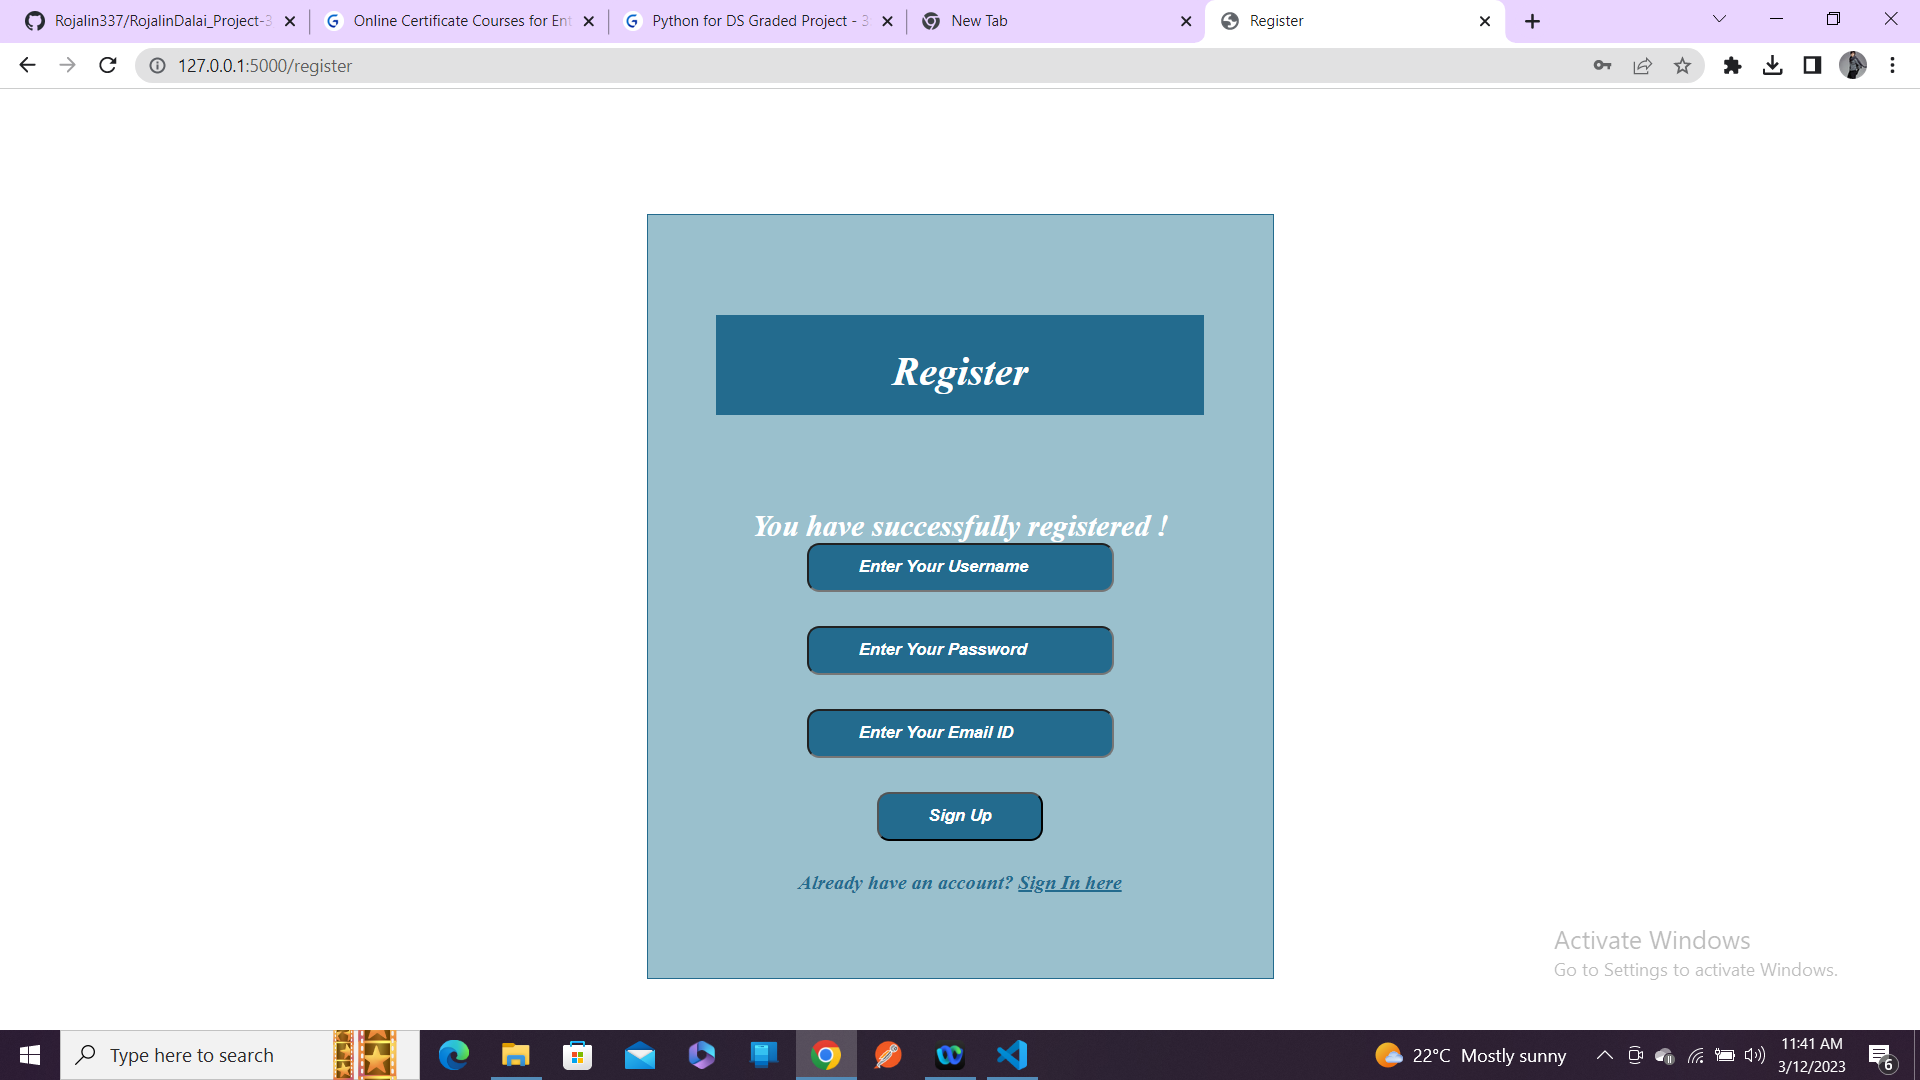 Rojalin337/RojalinDalai_Project-3
Online Certificate Courses for Ent
Python for DS Graded Project - 3
New Tab
Register
127.0.0.1:5000/register
Register
You have successfully registered !
Enter Your Username
Enter Your Password
Enter Your Email ID
Sign Up
Already have an account? Sign In here
Activate Windows
Go to Settings to activate Windows.
Type here to search
22°C Mostly sunny
11:41 AM
3/12/2023
6